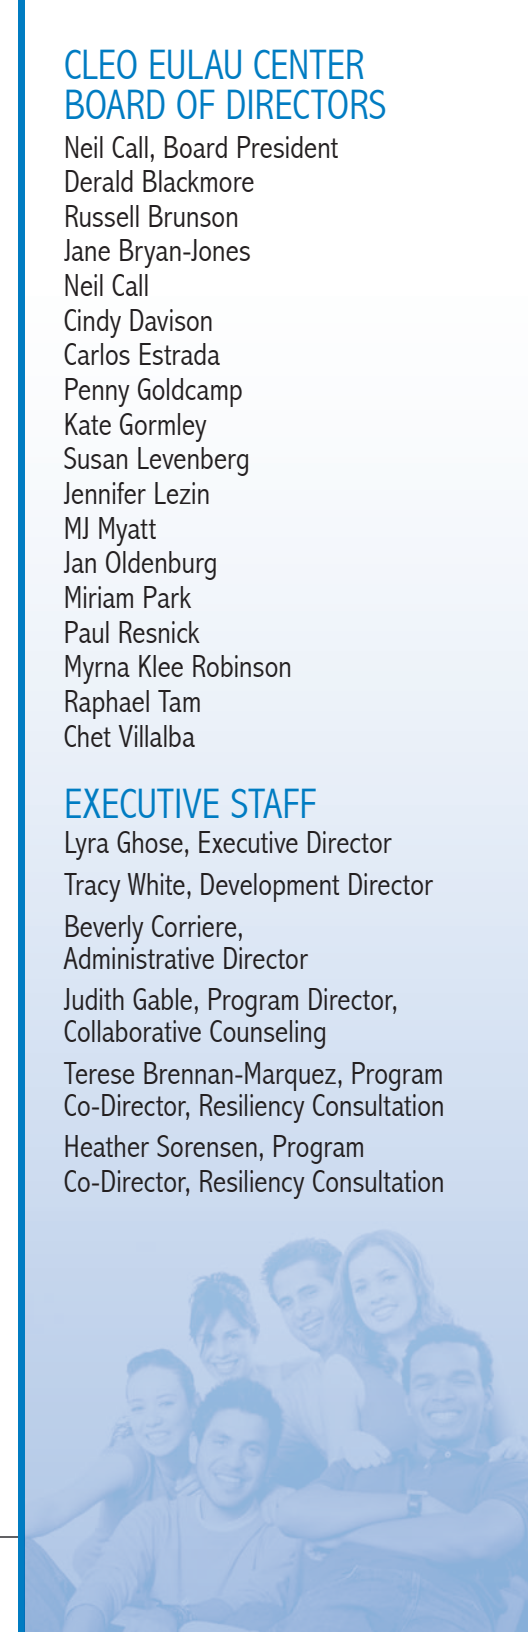 CLEO EULAU CENTER
BOARD OF DIRECTORS
Neil Call, Board President
Derald Blackmore
Russell Brunson
Jane Bryan-Jones
Neil Call
Cindy Davison
Carlos Estrada
Penny Goldcamp
Kate Gormley
Susan Levenberg
Jennifer Lezin
MJ Myatt
Jan Oldenburg
Miriam Park
Paul Resnick
Myrna Klee Robinson
Raphael Tam
Chet Villalba
EXECUTIVE STAFF
Lyra Ghose, Executive Director
Tracy White, Development Director
Beverly Corriere,
Administrative Director
Judith Gable, Program Director,
Collaborative Counseling
Terese Brennan-Marquez, Program
Co-Director, Resiliency Consultation
Heather Sorensen, Program
Co-Director, Resiliency Consultation